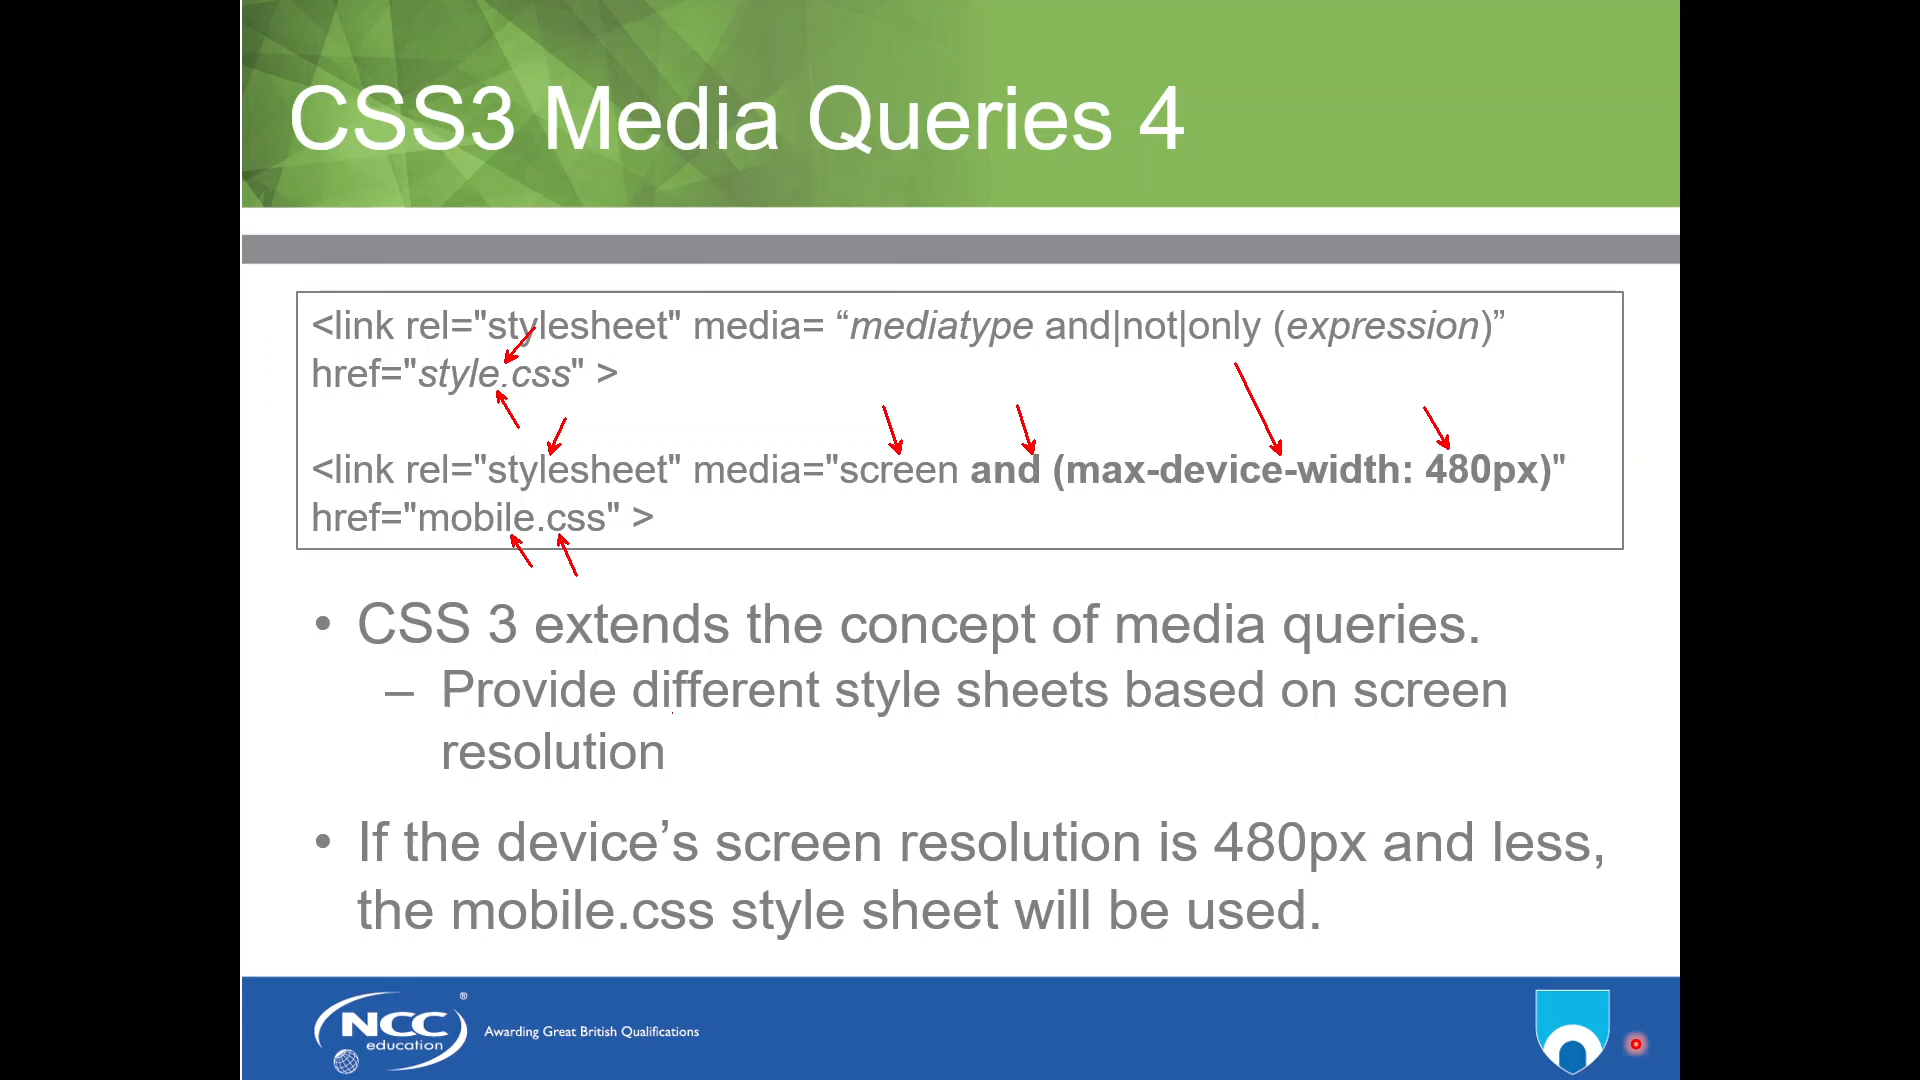 CSS3 Media Queries 4
<link rel="stylesheet" media= “mediatype and|not|only (expression)”
href="style.css" >
<link rel="stylesheet" media="screen and (max-device-width: 480px)"
href="mobile.css" >
• CSS 3 extends the concept of media queries.
– Provide different style sheets based on screen
resolution
• If the device’s screen resolution is 480px and less,
the mobile.css style sheet will be used.
NCC ®
education
Awarding Great British Qualifications